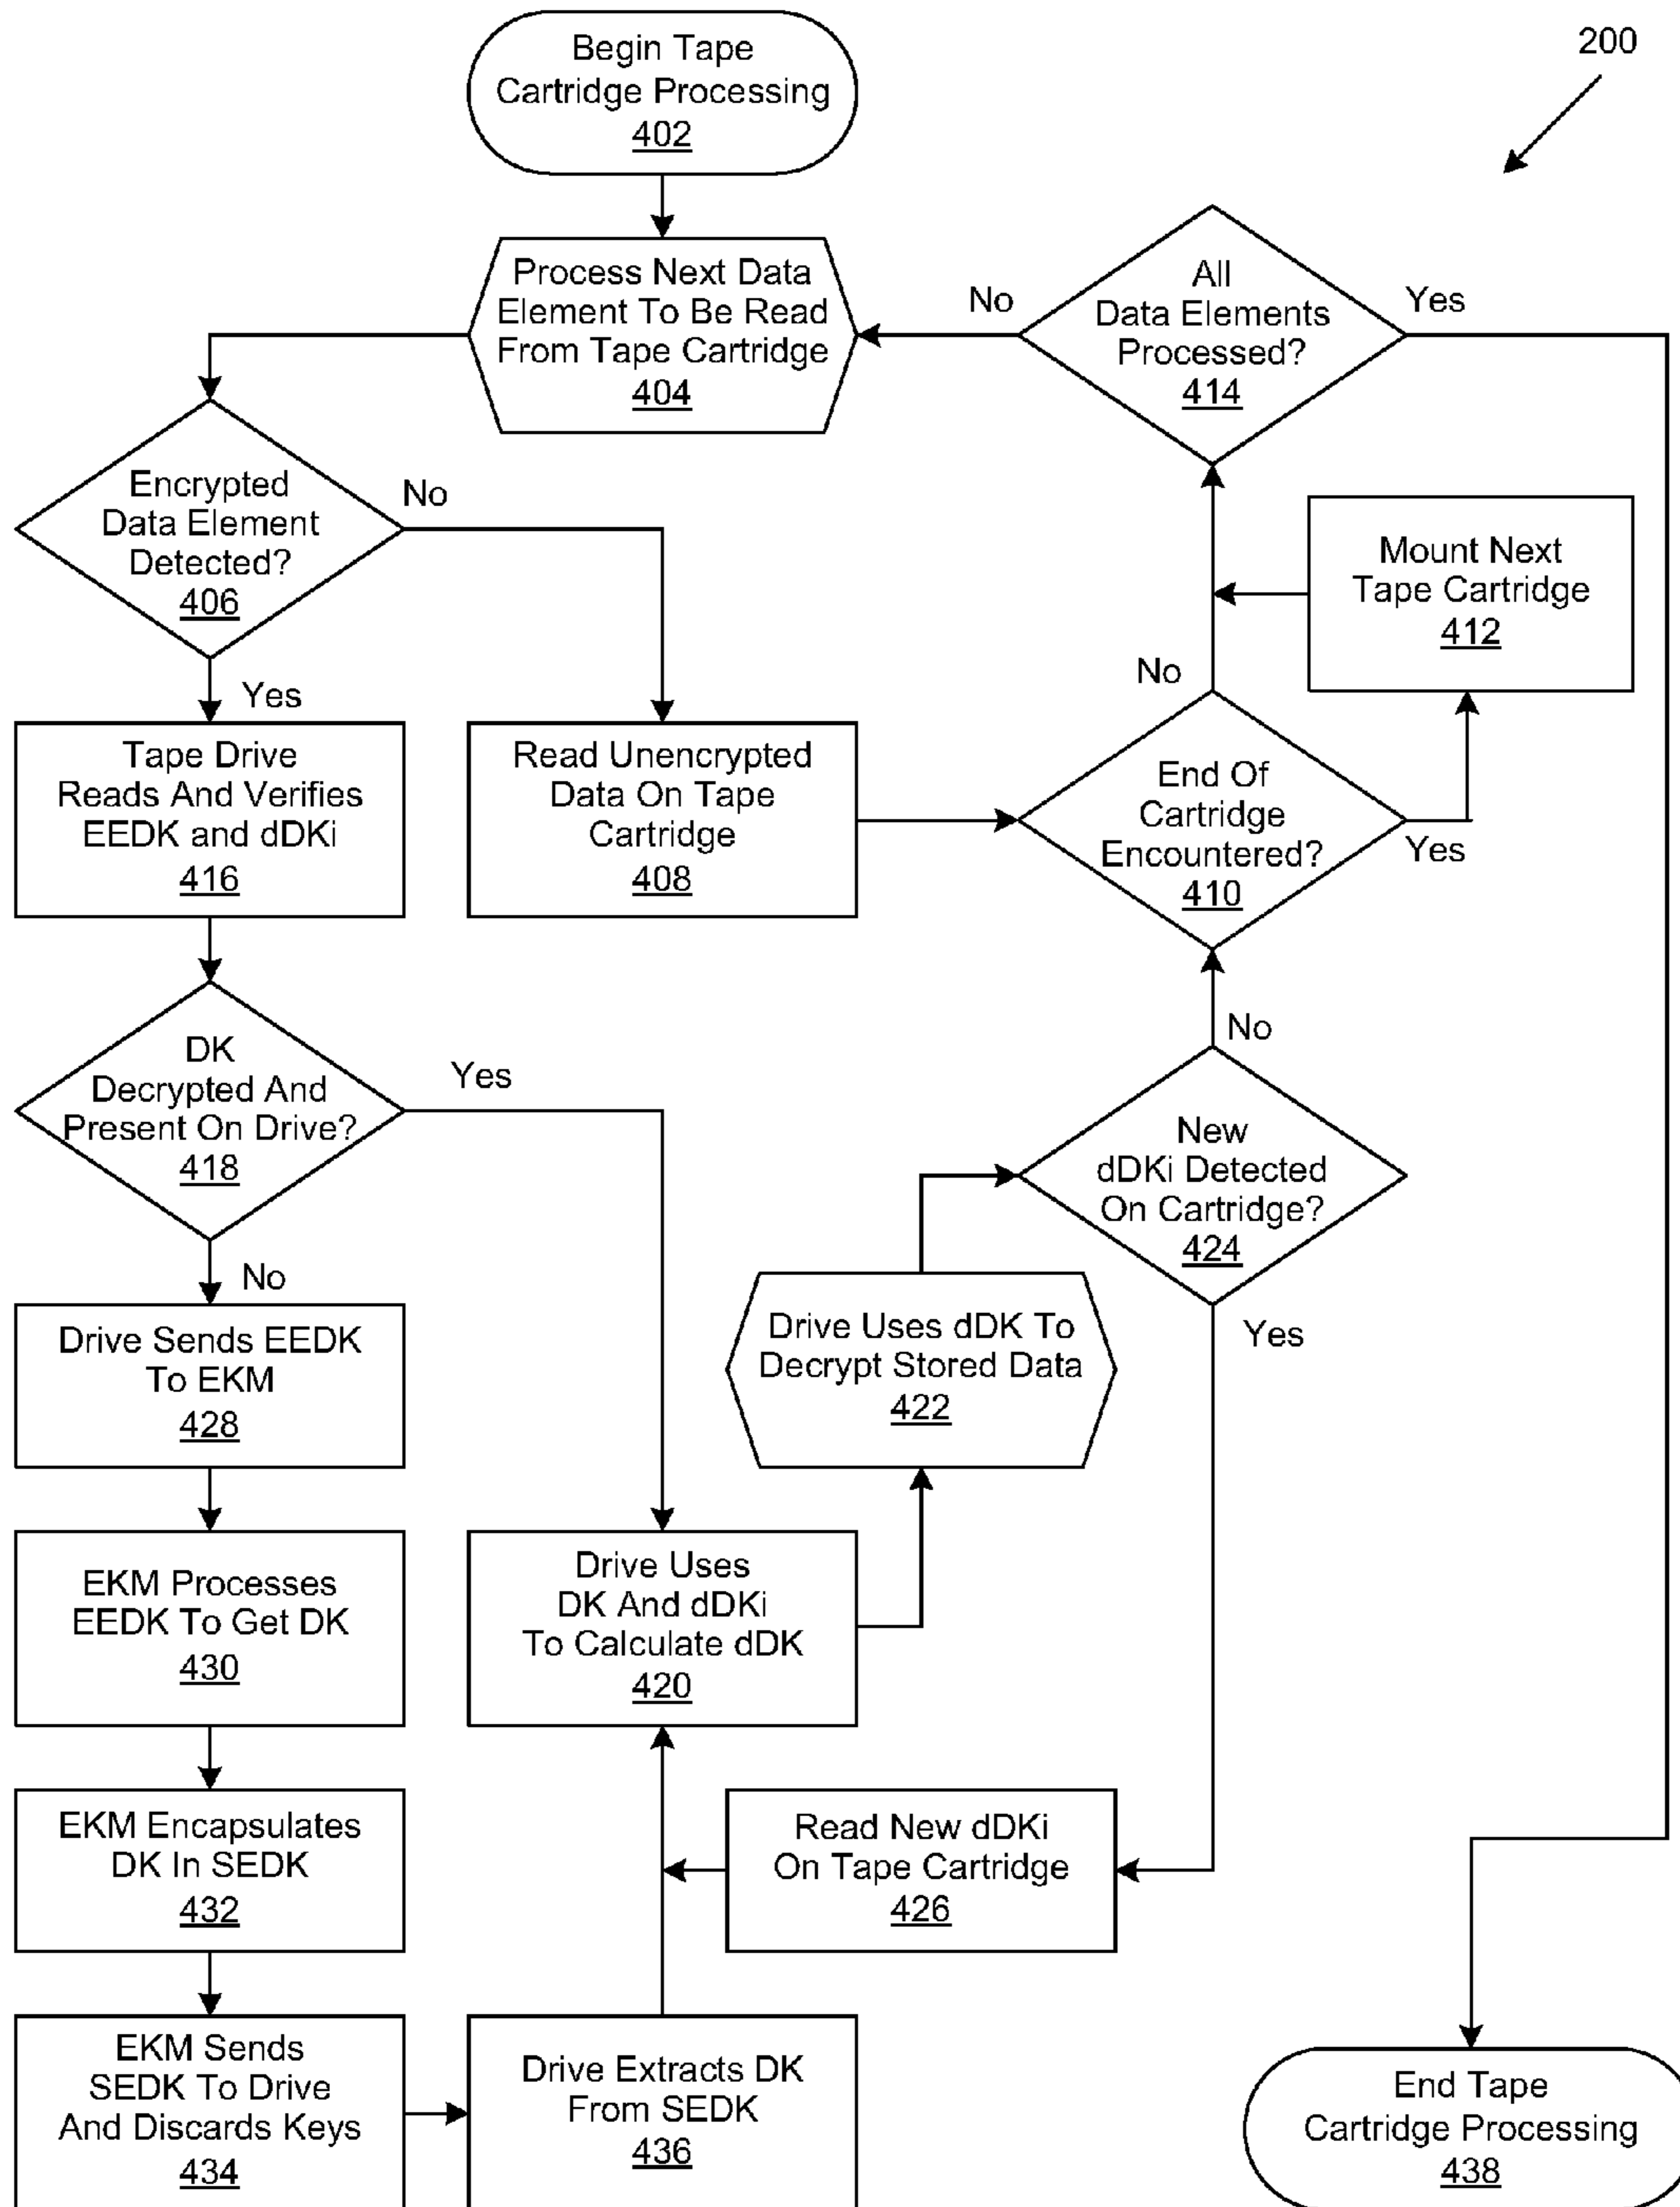 Begin Tape
Cartridge Processing
402
200
Process Next Data
Element To Be Read
From Tape Cartridge
404
No
All
Data Elements
Processed?
414
Yes
Encrypted
Data Element
Detected?
406
No
Yes
Mount Next
Tape Cartridge
412
Tape Drive
Reads And Verifies
EEDK and dDKi
416
Read Unencrypted
Data On Tape
Cartridge
408
No
End Of
Cartridge
Encountered?
410
Yes
DK
Decrypted And
Present On Drive?
418
Yes
No
No
New
dDKi Detected
On Cartridge?
424
Yes
Drive Sends EEDK
To EKM
428
Drive Uses dDK To
Decrypt Stored Data
422
EKM Processes
EEDK To Get DK
430
Drive Uses
DK And dDKi
To Calculate dDK
420
EKM Encapsulates
DK In SEDK
432
Read New dDKi
On Tape Cartridge
426
EKM Sends
SEDK To Drive
And Discards Keys
434
Drive Extracts DK
From SEDK
436
End Tape
Cartridge Processing
438